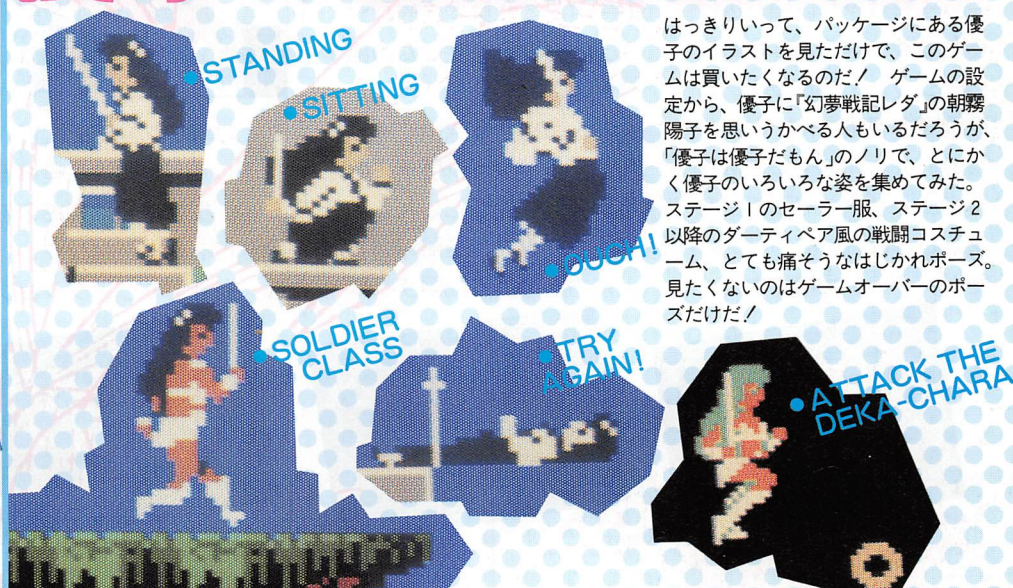 STANDING
SITTING
OUCH!
はっきりいって、パッケージにある優
子のイラストを見ただけで、このゲー
ムは買いたくなるのだ! ゲームの設
定から、優子に『幻夢戦記レダ』の朝霧
陽子を思いうかべる人もいるだろうが、
「優子は優子だもん」のノリで、とにか
く優子のいろいろな姿を集めてみた。
ステージ1のセーラー服、ステージ2
以降のダーティペア風の戦闘コスチュ
ーム、とても痛そうなはじかれポーズ。
見たくないのはゲームオーバーのポー
ズだけだ!
SOLDIER
CLASS
TRY
AGAIN!
ATTACK THE
DEKA-CHARA